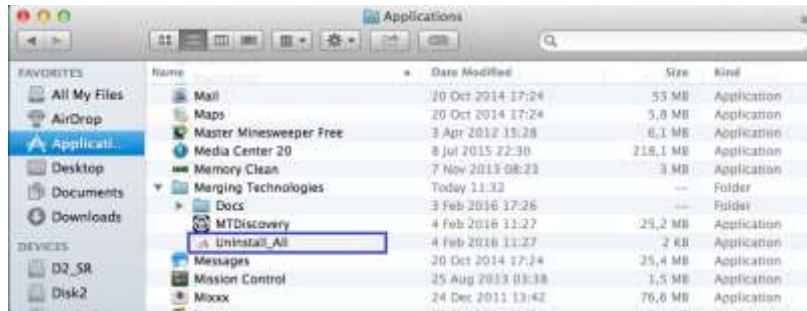 Applications
FAVORITES
Name Date Modified Size Kind
All My Files
AirDrop
Applicati..
Desktop
Documents
Downloads
DEVICES
D2_SR
Disk2
Mail 20 Oct 2014 17:24 53 MB Application
Maps 20 Oct 2014 17:24 5,8 MB Application
Master Minesweeper Free 3 Apr 2012 15:28 6,1 MB Application
Media Center 20 8 Jul 2015 22:30 218,1 MB Application
Memory Clean 7 Nov 2013 08:23 3 MB Application
Merging Technologies Today 11:32 -- Folder
Docs 3 Feb 2016 17:26 -- Folder
MTDiscovery 4 Feb 2016 11:27 25,2 MB Application
Uninstall_All 4 Feb 2016 11:27 2 KB Application
Messages 20 Oct 2014 17:24 25,4 MB Application
Mission Control 25 Aug 2013 03:38 1,5 MB Application
Mixxx 24 Dec 2011 13:42 76,6 MB Application